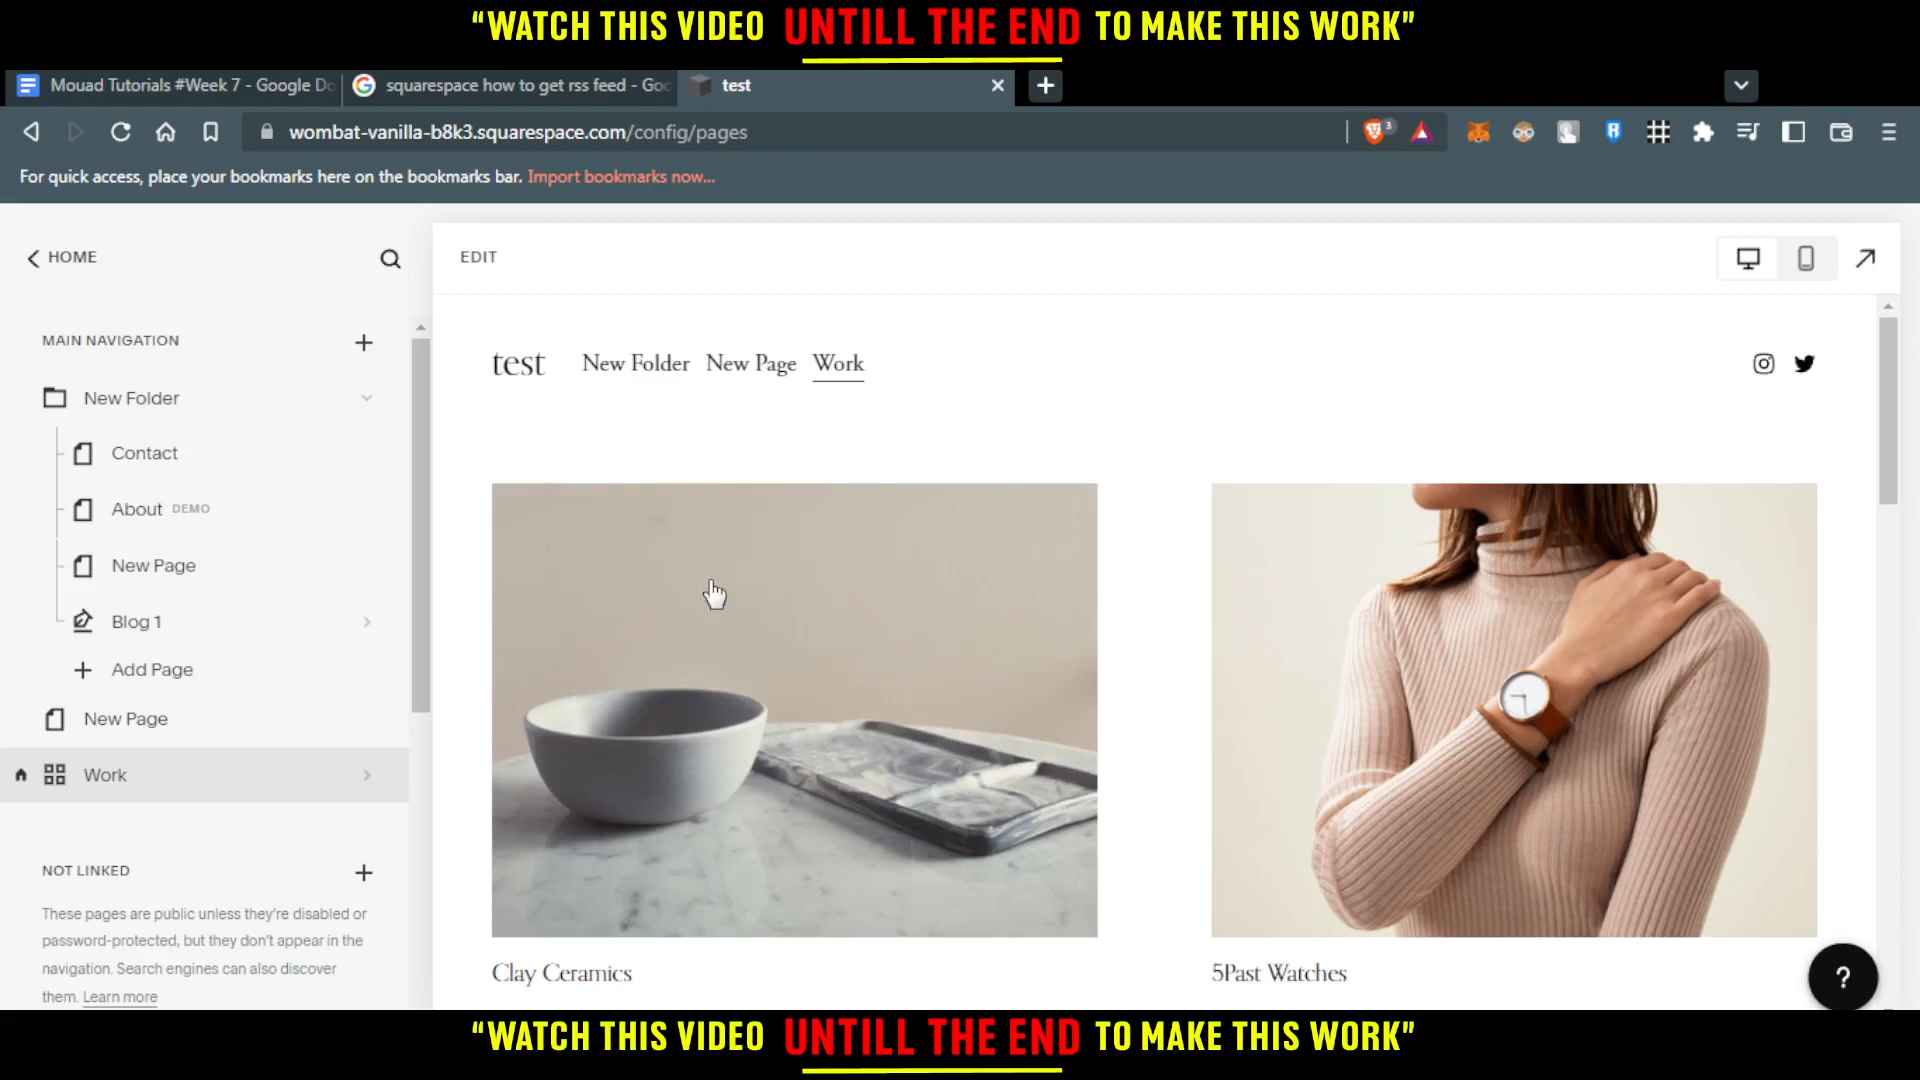 “WATCH THIS VIDEO UNTILL THE END TO MAKE THIS WORK”
Mouad Tutorials #Week 7 - Google Do
squarespace how to get rss feed - Goo
test
wombat-vanilla-b8k3.squarespace.com/config/pages
3
For quick access, place your bookmarks here on the bookmarks bar. Import bookmarks now...
HOME
EDIT
MAIN NAVIGATION
New Folder
Contact
About DEMO
New Page
Blog 1
Add Page
New Page
Work
NOT LINKED
These pages are public unless they're disabled or
password-protected, but they don't appear in the
navigation. Search engines can also discover
them. Learn more
test
New Folder
New Page
Work
Clay Ceramics
5Past Watches
?
“WATCH THIS VIDEO UNTILL THE END TO MAKE THIS WORK”